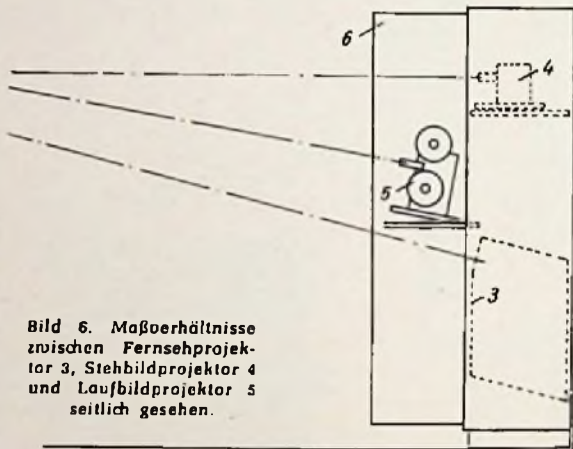 6
4
5
3
Bild 6. Maßverhältnisse
zwischen Fernsehprojek-
tor 3, Stehbildprojektor 4
und Laufbildprojektor 5
seitlich gesehen.